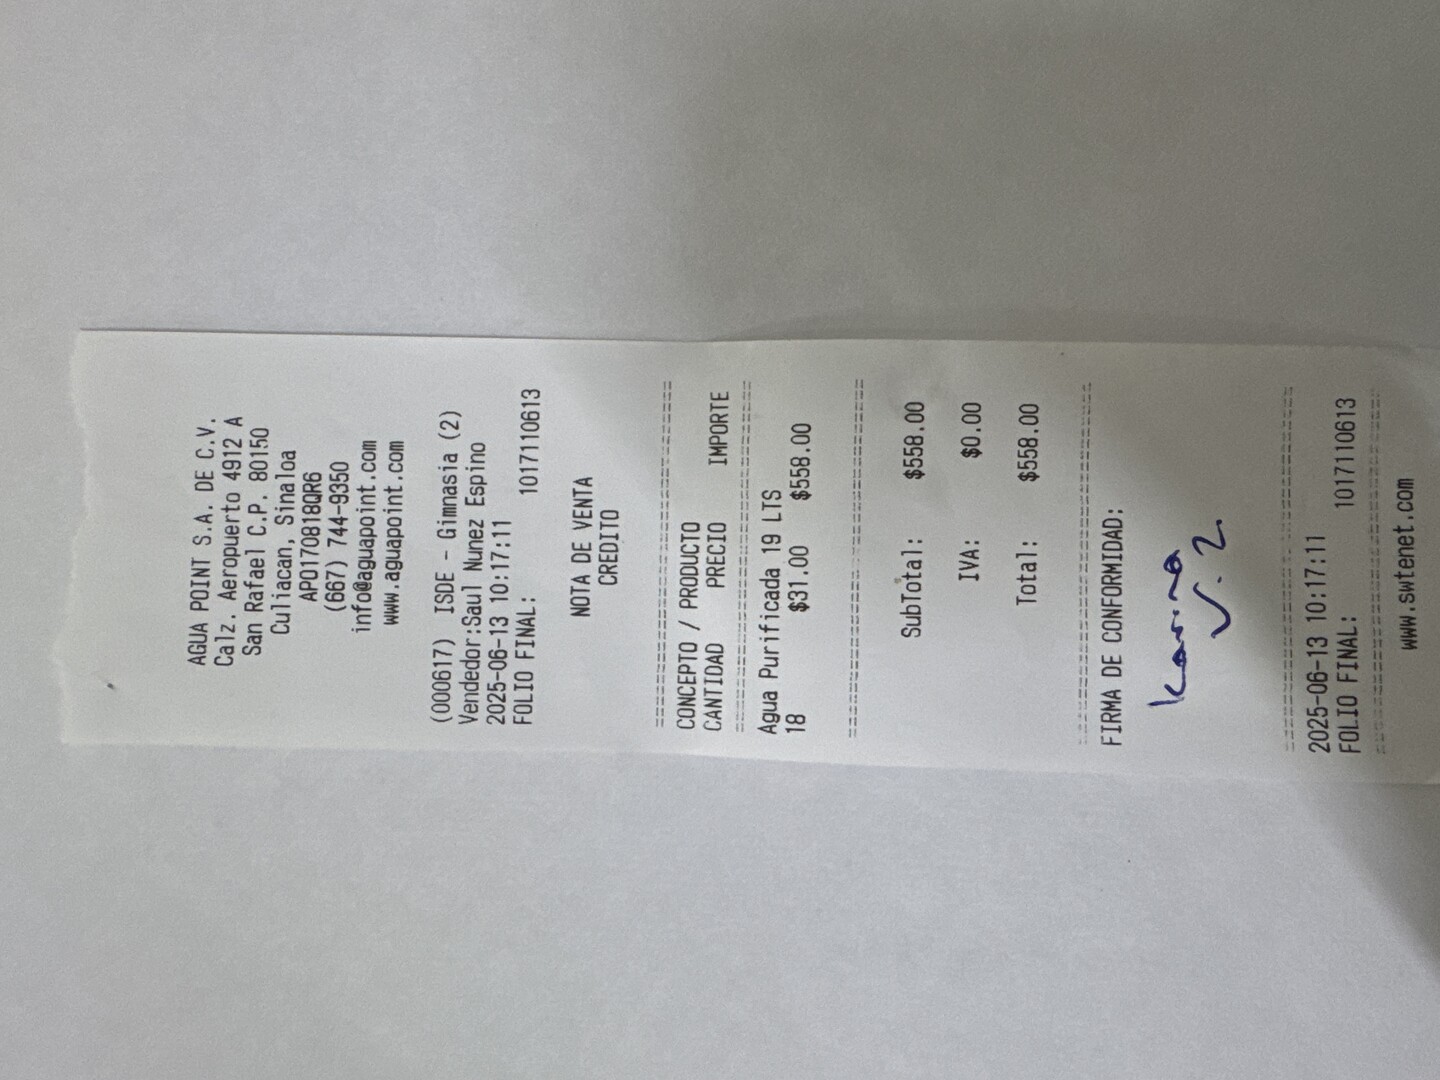 AGUA POINT S.A. DE C.V.
Calz. Aeropuerto 4912 A
San Rafael C.P. 80150
Culiacan, Sinaloa
APO170818QR6
(667) 744-9350
info@aguapoint.com
www.aguapoint.com
(000617) ISDE - Gimnasia (2)
Vendedor:Saul Nunez Espino
2025-06-13 10:17:11
FOLIO FINAL: 1017110613
NOTA DE VENTA
CREDITO
CONCEPTO / PRODUCTO
CANTIDAD PRECIO IMPORTE
Agua Purificada 19 LTS
18 $31.00 $558.00
SubTotal: $558.00
IVA: $0.00
Total: $558.00
FIRMA DE CONFORMIDAD:
Karina
V.2
2025-06-13 10:17:11
FOLIO FINAL: 1017110613
www.swtenet.com